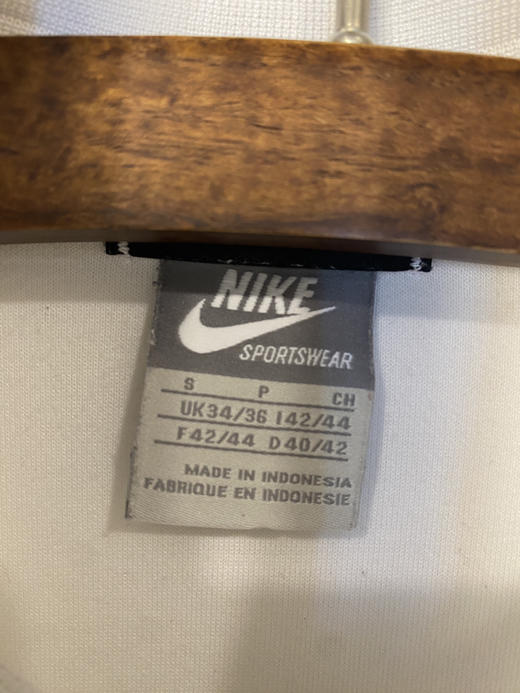 NIKE
SPORTSWEAR
S P CH
UK34/36 I42/44
F42/44 D40/42
MADE IN INDONESIA
FABRIQUE EN INDONESIE